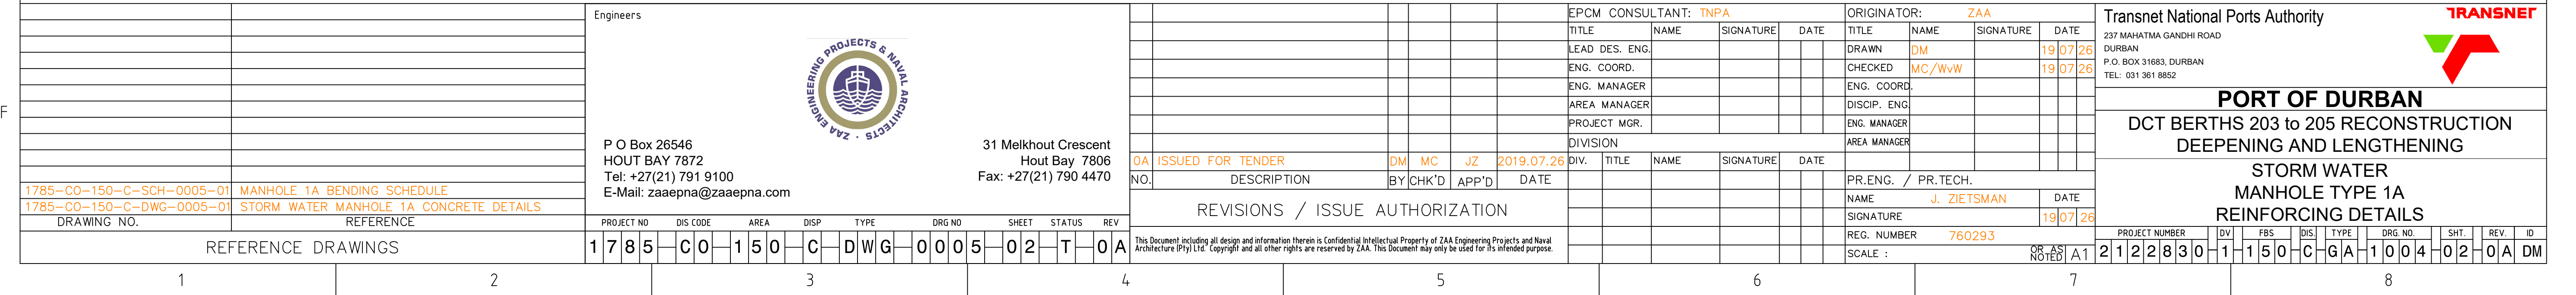 F
1785-CO-150-C-SCH-0005-01 MANHOLE 1A BENDING SCHEDULE
1785-CO-150-C-DWG-0005-01 STORM WATER MANHOLE 1A CONCRETE DETAILS
DRAWING NO. REFERENCE
REFERENCE DRAWINGS
Engineers
ZAA ENGINEERING PROJECTS & NAVAL ARCHITECTS
P O Box 26546
HOUT BAY 7872
Tel: +27(21) 791 9100
E-Mail: zaaepna@zaaepna.com
31 Melkhout Crescent
Hout Bay 7806
Fax: +27(21) 790 4470
PROJECT NO DIS CODE AREA DISP TYPE DRG NO SHEET STATUS REV
1785-CO-150-C-DWG-0005-02-T-0A
0A ISSUED FOR TENDER DM MC JZ 2019.07.26
NO. DESCRIPTION BY CHK'D APP'D DATE
REVISIONS / ISSUE AUTHORIZATION
This Document including all design and information therein is Confidential Intellectual Property of ZAA Engineering Projects and Naval
Architecture (Pty) Ltd. Copyright and all other rights are reserved by ZAA. This Document may only be used for its intended purpose.
EPCM CONSULTANT: TNPA
TITLE NAME SIGNATURE DATE
LEAD DES. ENG.
ENG. COORD.
ENG. MANAGER
AREA MANAGER
PROJECT MGR.
DIVISION
DIV. TITLE NAME SIGNATURE DATE
ORIGINATOR: ZAA
TITLE NAME SIGNATURE DATE
DRAWN DM 19 07 26
CHECKED MC/WvW 19 07 26
ENG. COORD.
DISCIP. ENG.
ENG. MANAGER
AREA MANAGER
PR.ENG. / PR.TECH.
NAME J. ZIETSMAN DATE
SIGNATURE 19 07 26
REG. NUMBER 760293
SCALE : OR AS NOTED A1
Transnet National Ports Authority
237 MAHATMA GANDHI ROAD
DURBAN
P.O. BOX 31683, DURBAN
TEL: 031 361 8852
TRANSNET
PORT OF DURBAN
DCT BERTHS 203 to 205 RECONSTRUCTION
DEEPENING AND LENGTHENING
STORM WATER
MANHOLE TYPE 1A
REINFORCING DETAILS
PROJECT NUMBER DV FBS DIS. TYPE DRG. NO. SHT. REV. ID
2122830-1-150-C-GA-1004-02-0A DM
1 2 3 4 5 6 7 8